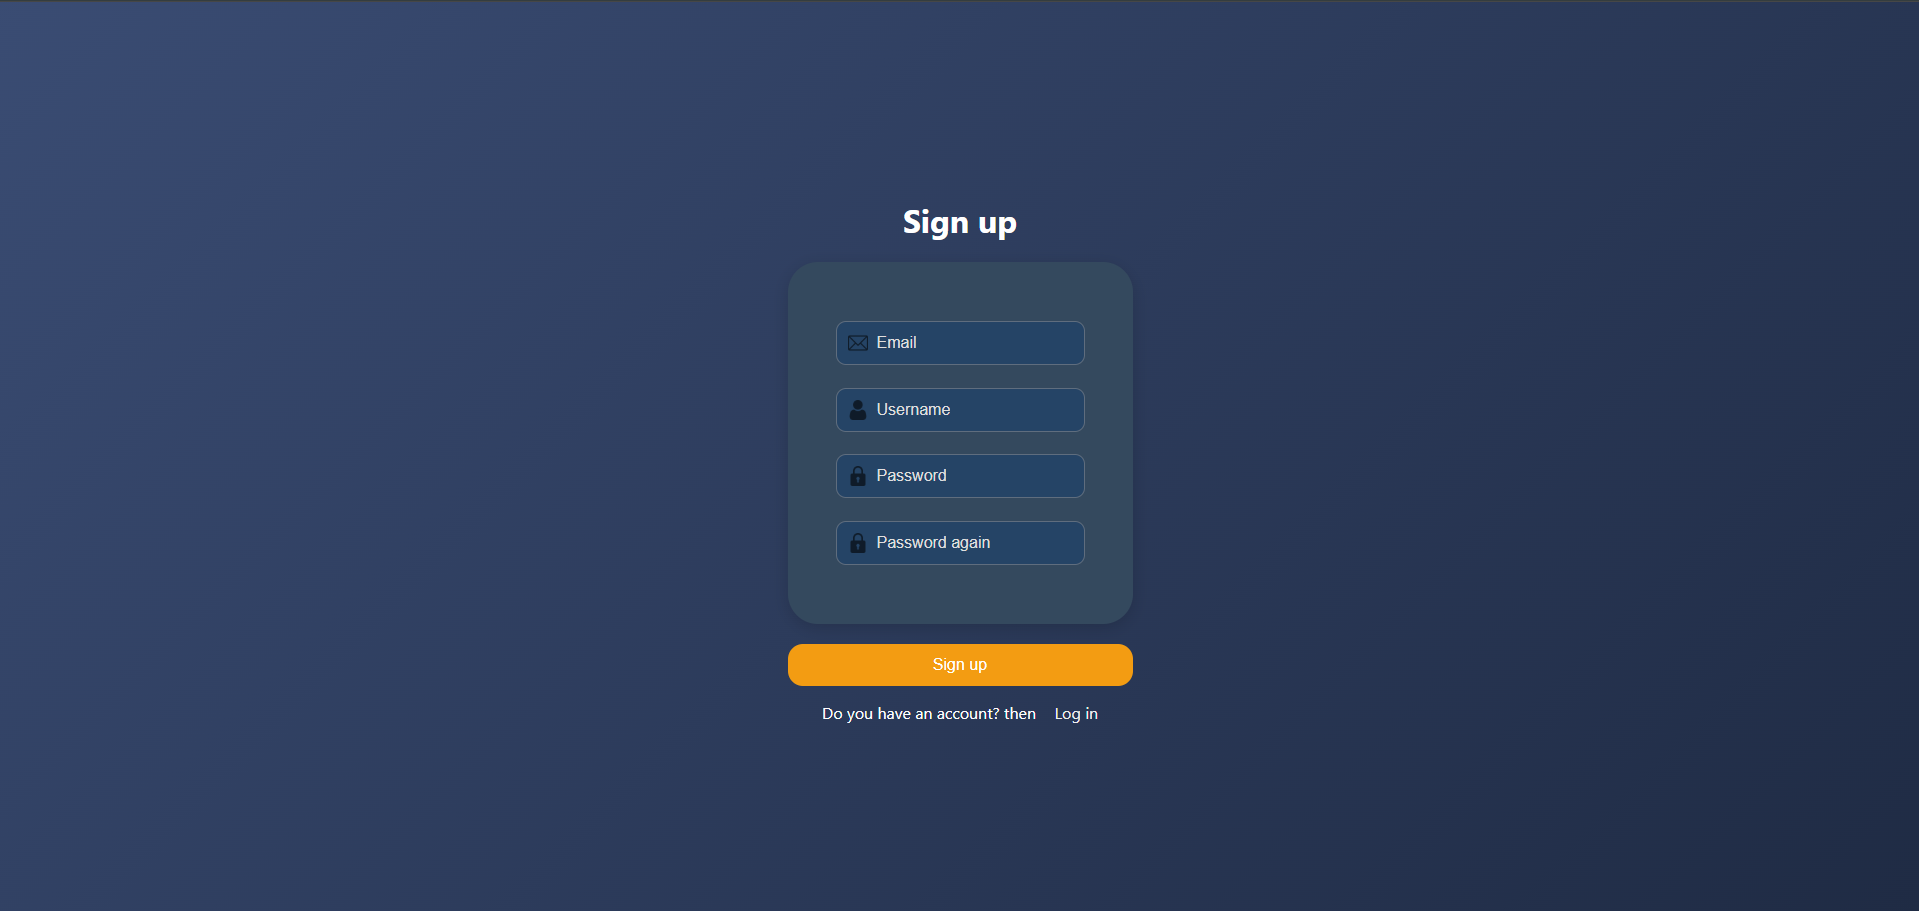 Sign up
Email
Username
Password
Password again
Sign up
Do you have an account? then Log in